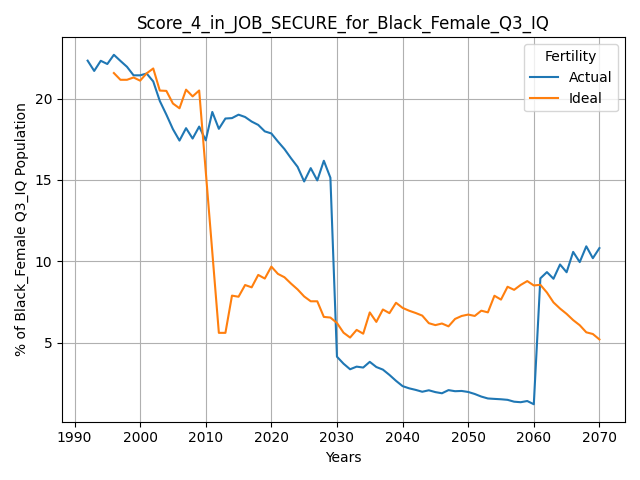 Score_4_in_JOB_SECURE_for_Black_Female_Q3_IQ
Fertility
Actual
Ideal
% of Black_Female Q3_IQ Population
20
15
10
5
1990 2000 2010 2020 2030 2040 2050 2060 2070
Years